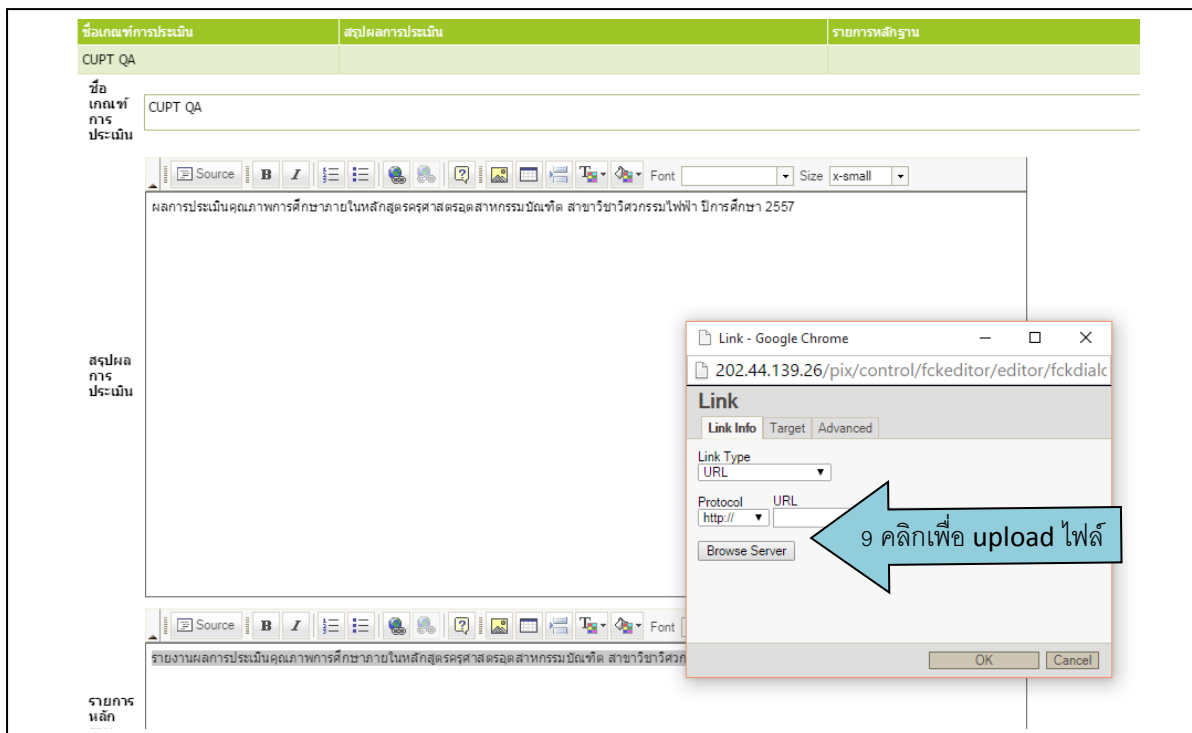 ชื่อเกณฑ์การประเมิน สรุปผลการประเมิน รายการหลักฐาน
CUPT QA
ชื่อ
เกณฑ์
การ
ประเมิน
CUPT QA
Source B I Font Size x-small
ผลการประเมินคุณภาพการศึกษาภายในหลักสูตรครุศาสตรอุตสาหกรรมบัณฑิต สาขาวิชาวิศวกรรมไฟฟ้า ปีการศึกษา 2557
สรุปผล
การ
ประเมิน
Link - Google Chrome
202.44.139.26/pix/control/fckeditor/editor/fckdialo
Link
Link Info Target Advanced
Link Type
URL
Protocol URL
http://
Browse Server
9 คลิกเพื่อ upload ไฟล์
OK Cancel
Source B I Font
รายงานผลการประเมินคุณภาพการศึกษาภายในหลักสูตรครุศาสตรอุตสาหกรรมบัณฑิต สาขาวิชาวิศวก
รายการ
หลัก